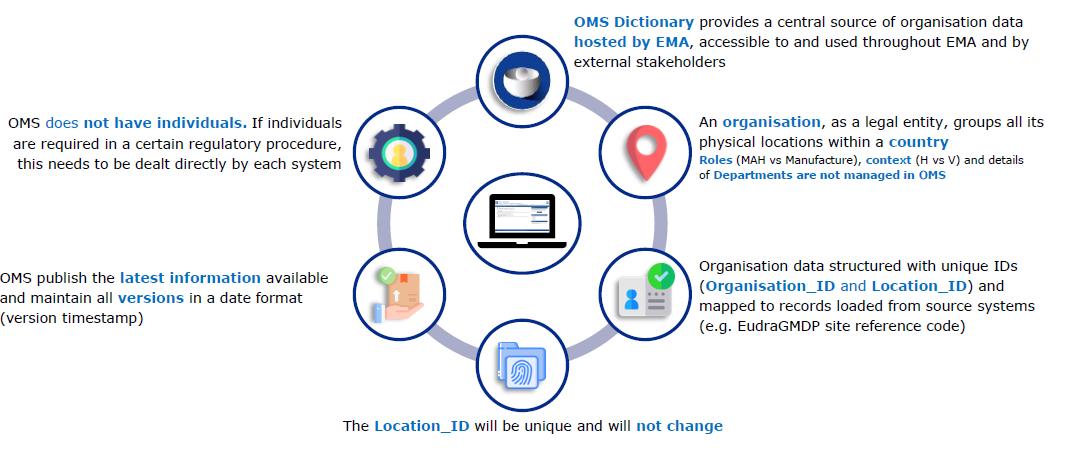 OMS Dictionary provides a central source of organisation data
hosted by EMA, accessible to and used throughout EMA and by
external stakeholders
An organisation, as a legal entity, groups all its
physical locations within a country
Roles (MAH vs Manufacture), context (H vs V) and details
of Departments are not managed in OMS
Organisation data structured with unique IDs
(Organisation_ID and Location_ID) and
mapped to records loaded from source systems
(e.g. EudraGMDP site reference code)
The Location_ID will be unique and will not change
OMS publish the latest information available
and maintain all versions in a date format
(version timestamp)
OMS does not have individuals. If individuals
are required in a certain regulatory procedure,
this needs to be dealt directly by each system